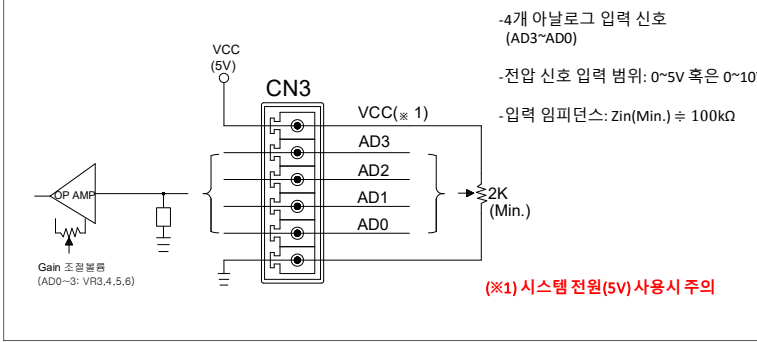 -4개 아날로그 입력 신호
(AD3~AD0)
-전압 신호 입력 범위: 0~5V 혹은 0~10V
-입력 임피던스: Zin(Min.) ≑ 100kΩ
VCC
(5V)
CN3
VCC(※ 1)
AD3
AD2
AD1
AD0
OP AMP
2K
(Min.)
Gain 조절볼륨
(AD0~3: VR3,4,5,6)
(※1) 시스템 전원(5V) 사용시 주의